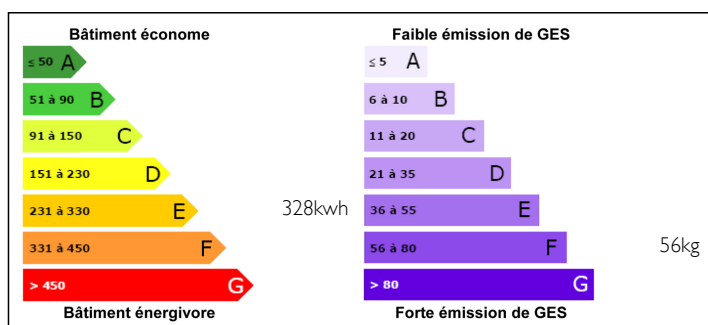 Bâtiment économe
≤ 50 A
51 à 90 B
91 à 150 C
151 à 230 D
231 à 330 E
328kwh
331 à 450 F
> 450 G
Bâtiment énergivore
Faible émission de GES
≤ 5 A
6 à 10 B
11 à 20 C
21 à 35 D
36 à 55 E
56 à 80 F
56kg
> 80 G
Forte émission de GES